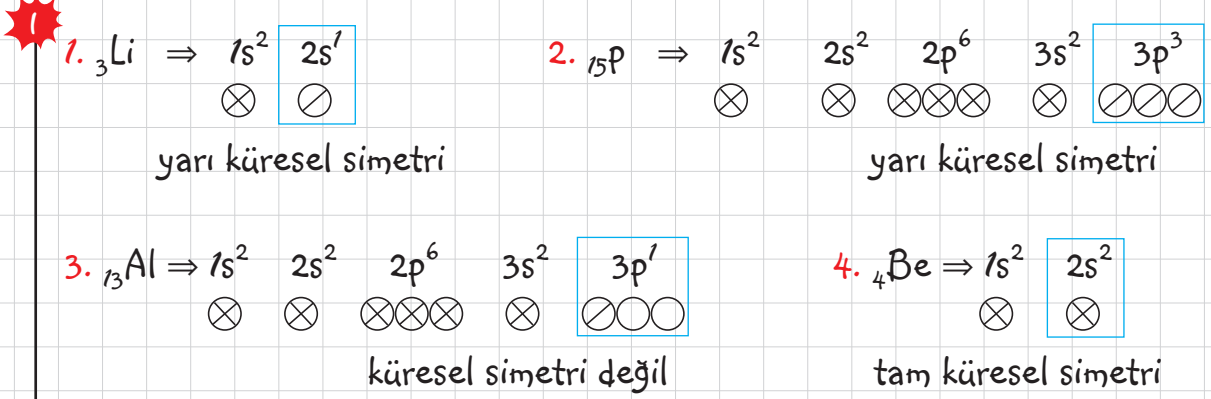 1
1. ₃Li ⇒ 1s² 2s¹
2. ₁₅P ⇒ 1s² 2s² 2p⁶ 3s² 3p³
yarı küresel simetri
yarı küresel simetri
3. ₁₃Al ⇒ 1s² 2s² 2p⁶ 3s² 3p¹
4. ₄Be ⇒ 1s² 2s²
küresel simetri değil
tam küresel simetri